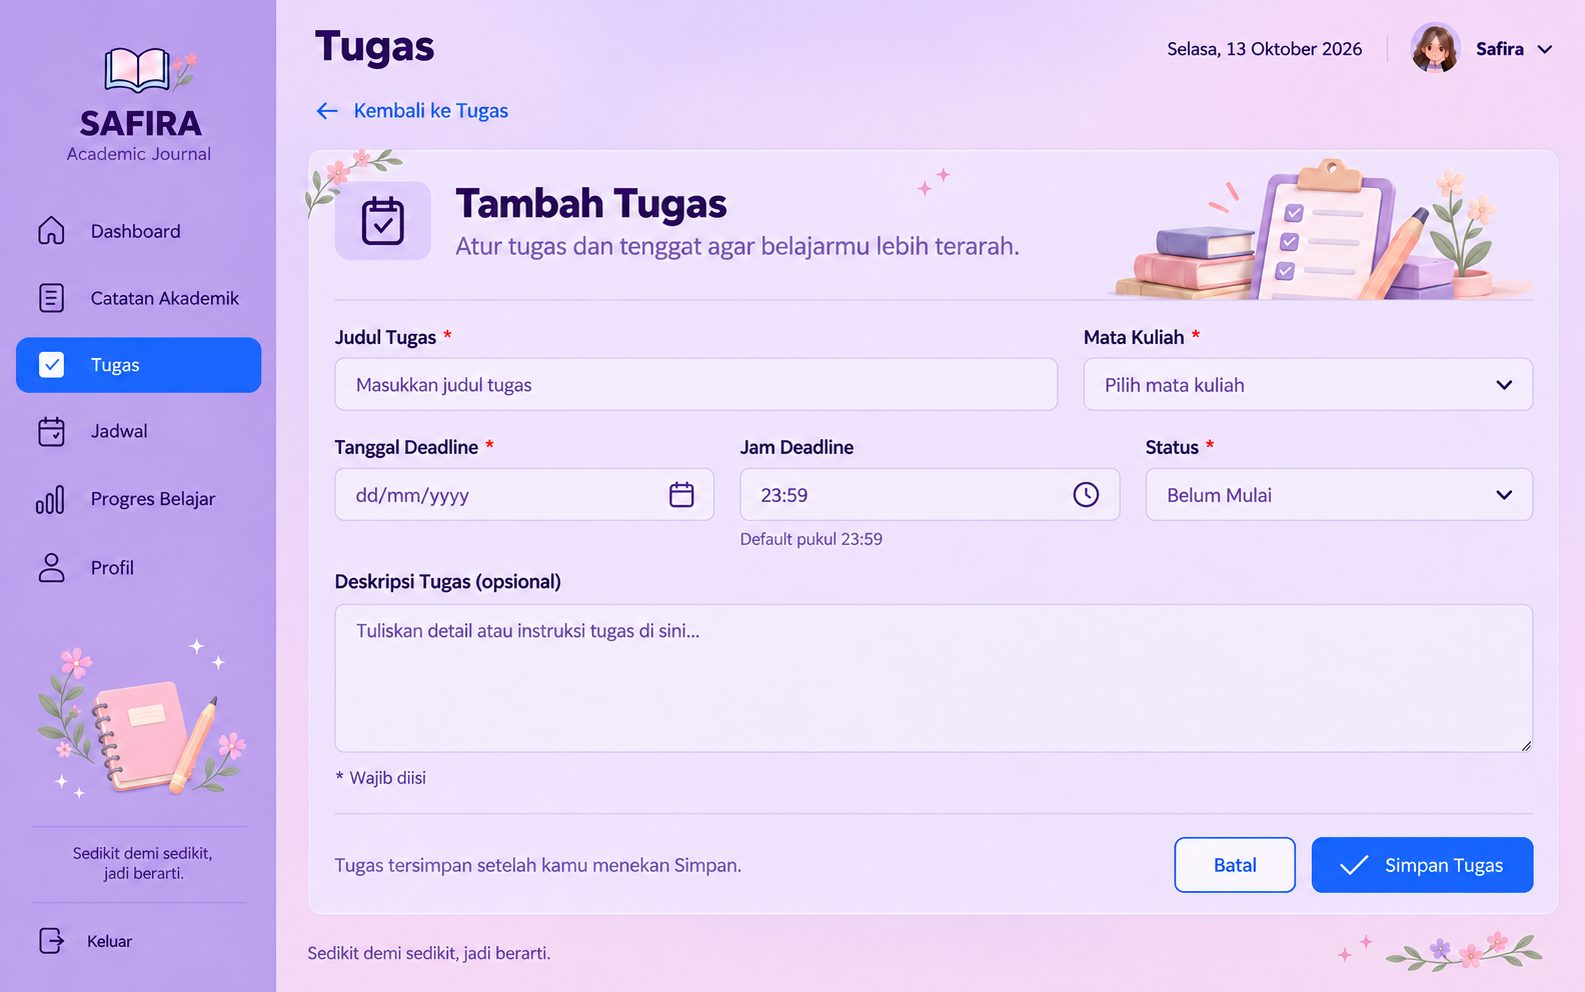 SAFIRA
Academic Journal
Dashboard
Catatan Akademik
Tugas
Jadwal
Progres Belajar
Profil
Sedikit demi sedikit,
jadi berarti.
Keluar
Tugas
Selasa, 13 Oktober 2026
Safira
Kembali ke Tugas
Tambah Tugas
Atur tugas dan tenggat agar belajarmu lebih terarah.
Judul Tugas *
Masukkan judul tugas
Mata Kuliah *
Pilih mata kuliah
Tanggal Deadline *
dd/mm/yyyy
Jam Deadline
23:59
Default pukul 23:59
Status *
Belum Mulai
Deskripsi Tugas (opsional)
Tuliskan detail atau instruksi tugas di sini...
* Wajib diisi
Tugas tersimpan setelah kamu menekan Simpan.
Batal
Simpan Tugas
Sedikit demi sedikit, jadi berarti.